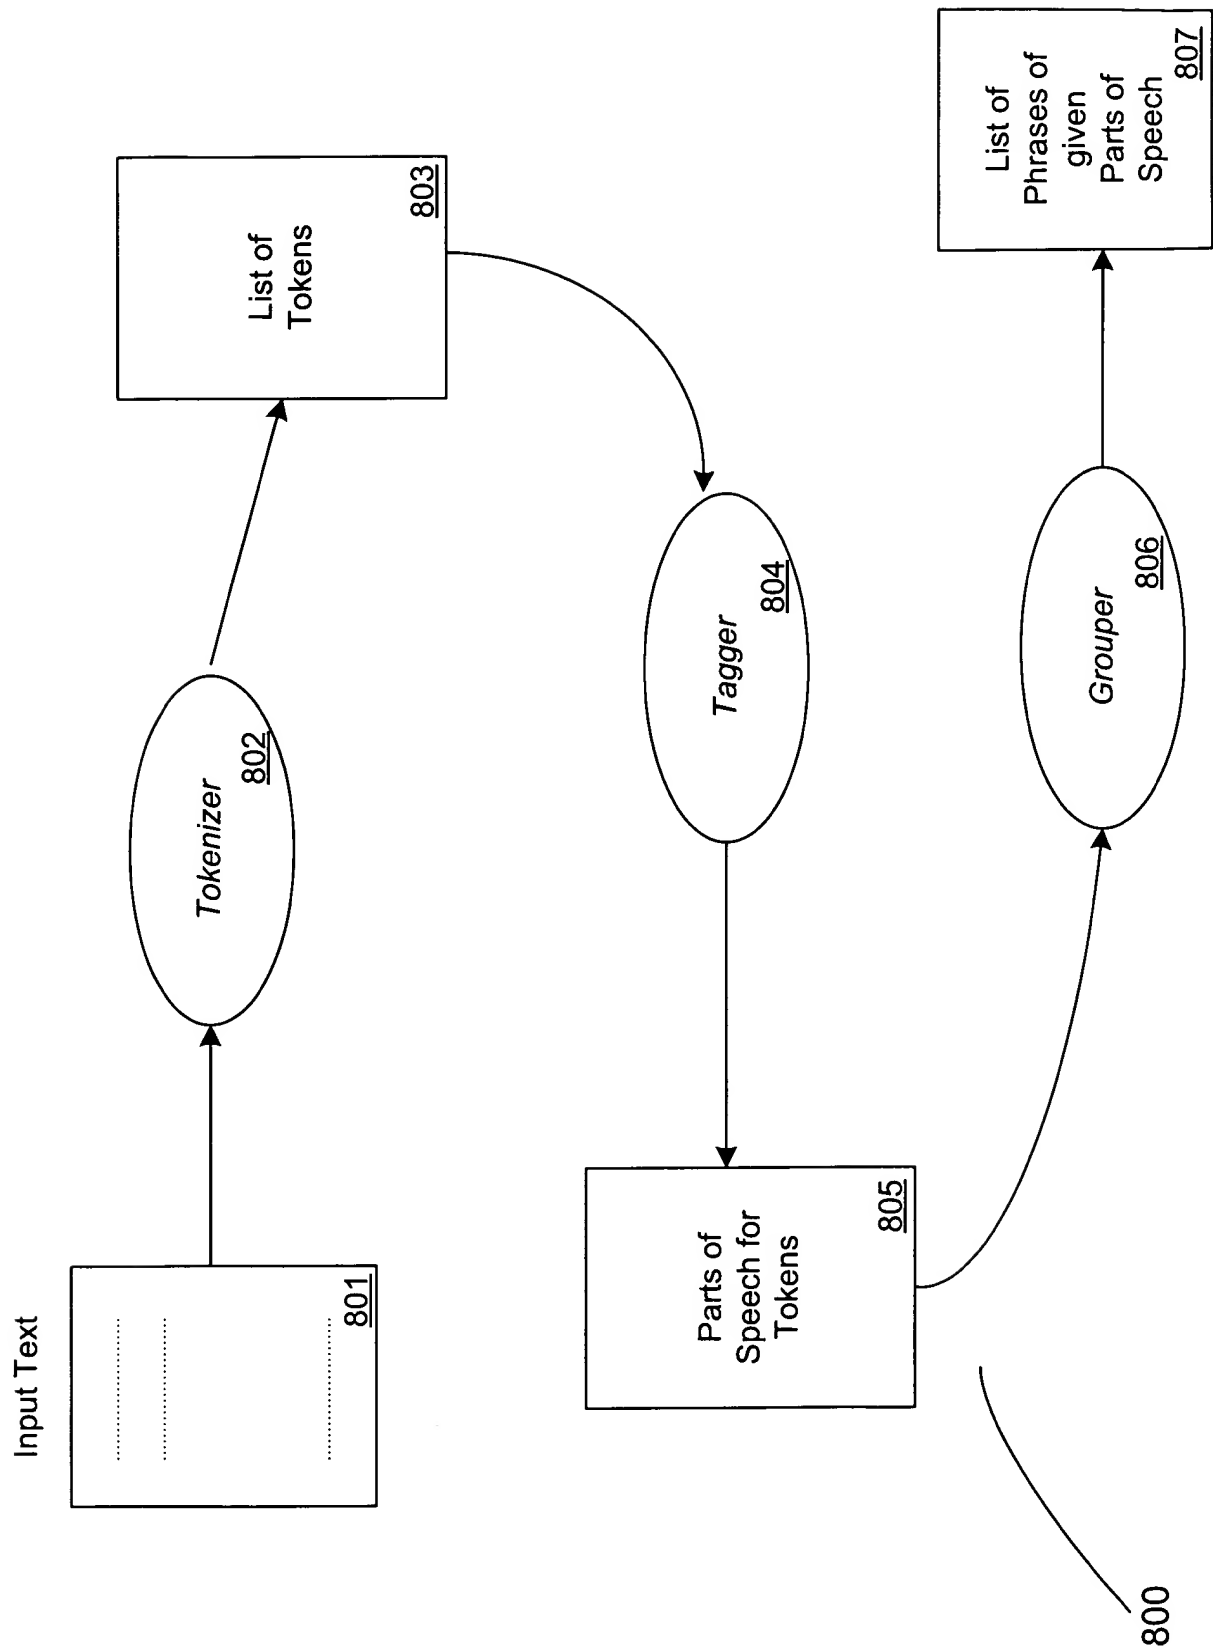 Input Text
801
Tokenizer
802
List of
Tokens
803
Tagger
804
Parts of
Speech for
Tokens
805
Grouper
806
List of
Phrases of
given
Parts of
Speech
807
800